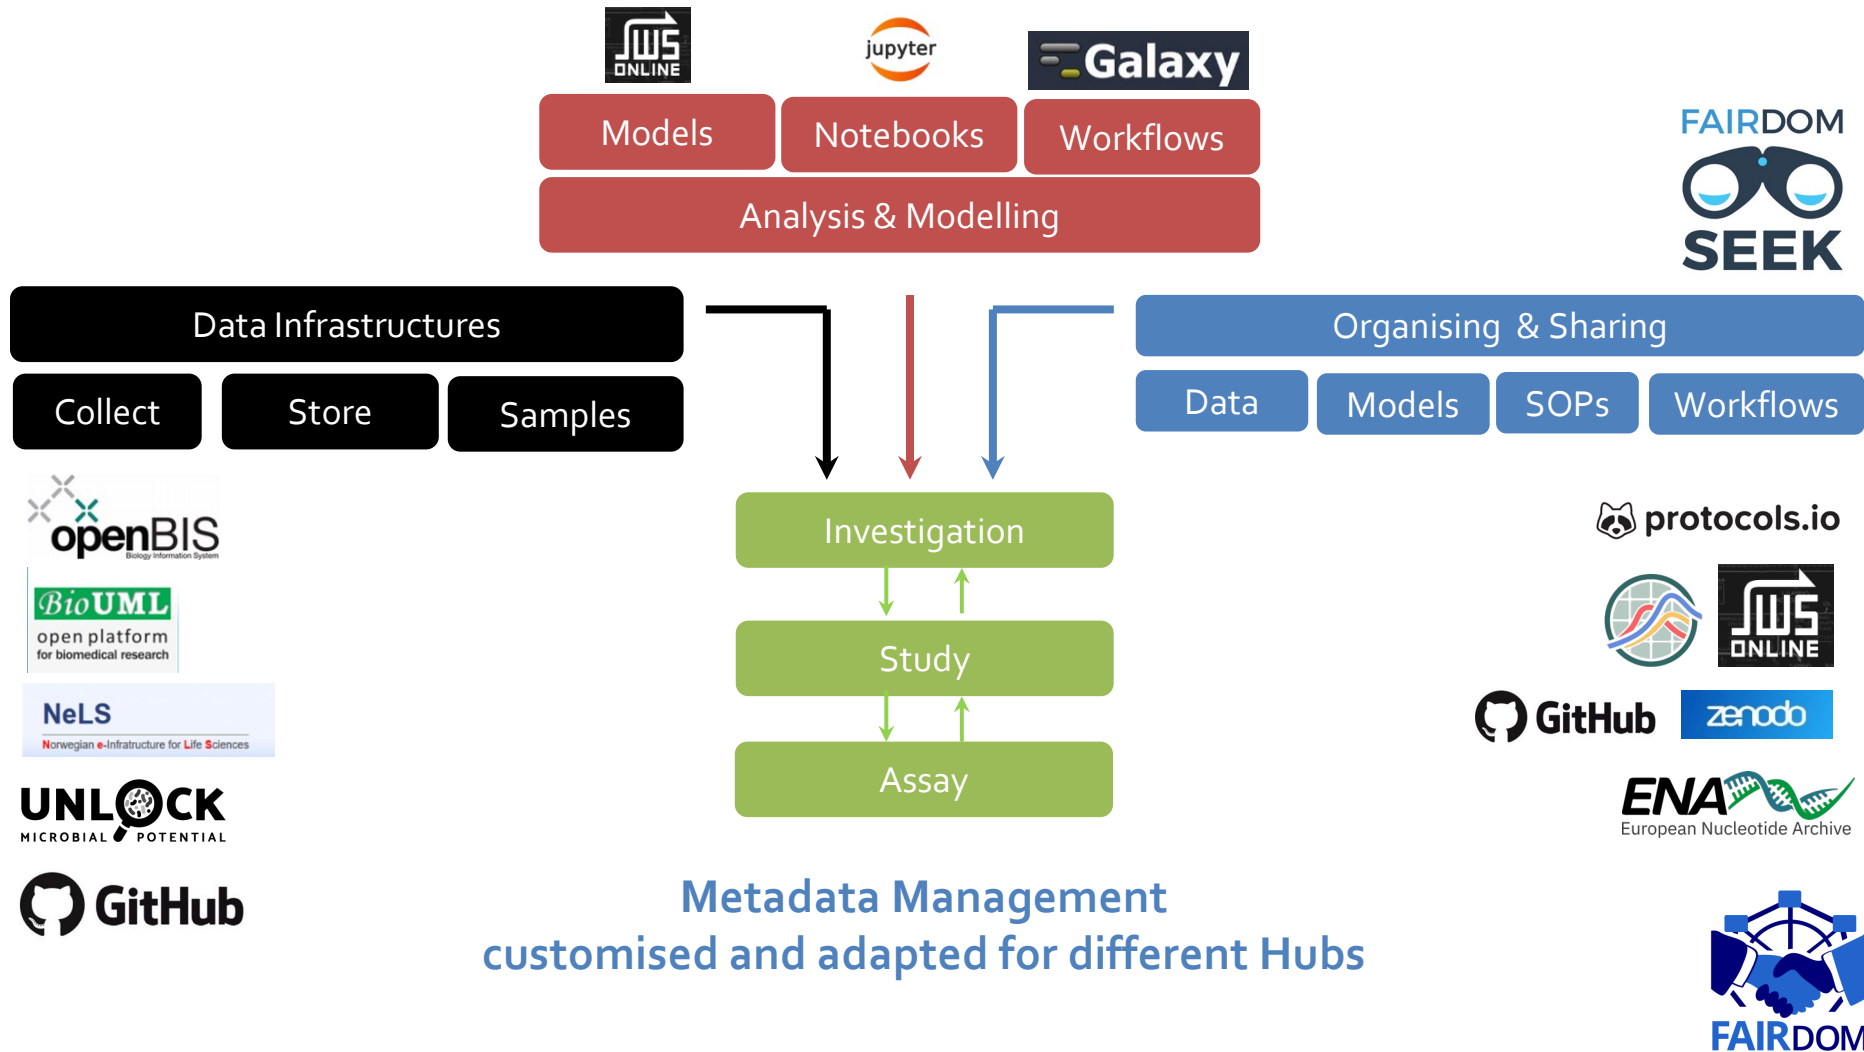 JWS
ONLINE
jupyter
Galaxy
Models
Notebooks
Workflows
Analysis & Modelling
FAIRDOM
SEEK
Data Infrastructures
Collect
Store
Samples
Organising & Sharing
Data
Models
SOPs
Workflows
openBIS
Biology Information System
BioUML
open platform
for biomedical research
NeLS
Norwegian e-Infratructure for Life Sciences
UNLOCK
MICROBIAL POTENTIAL
GitHub
Investigation
Study
Assay
protocols.io
JWS
ONLINE
GitHub
zenodo
ENA
European Nucleotide Archive
Metadata Management
customised and adapted for different Hubs
FAIRDOM